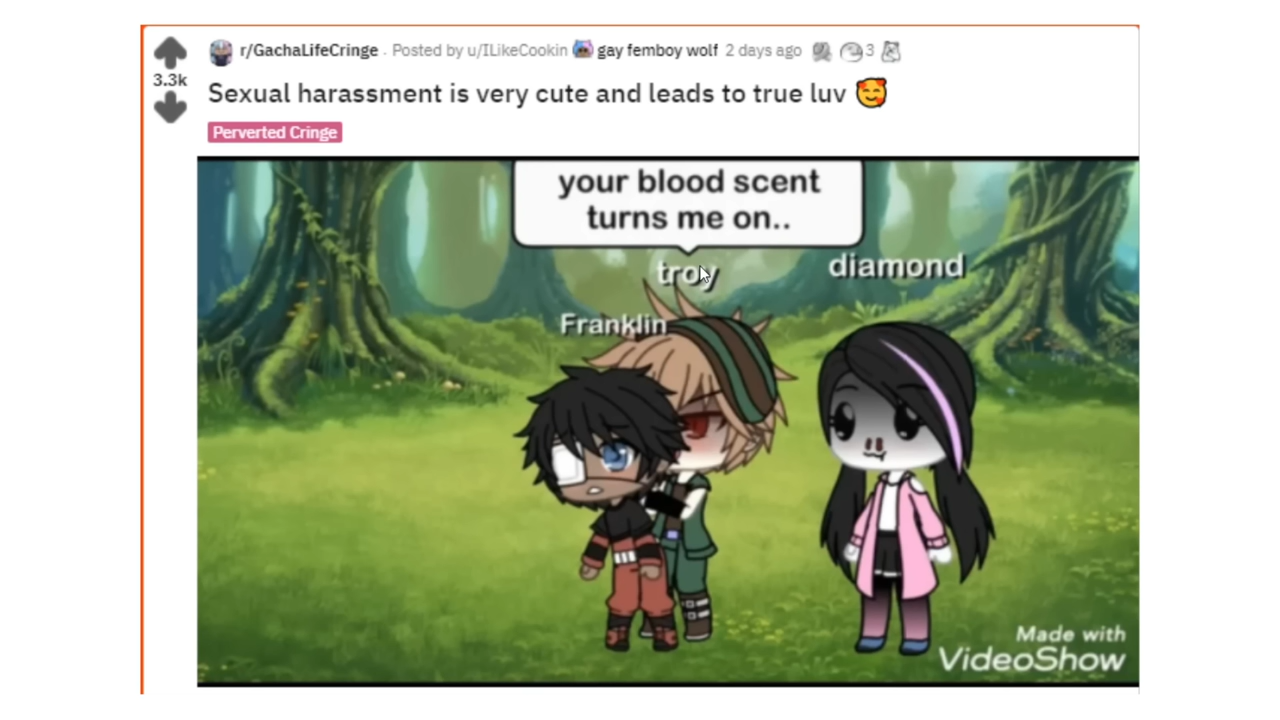 r/GachaLifeCringe · Posted by u/ILikeCookin gay femboy wolf 2 days ago 3
3.3k
Sexual harassment is very cute and leads to true luv 🥰
Perverted Cringe
your blood scent
turns me on..
troy
diamond
Franklin
Made with
VideoShow